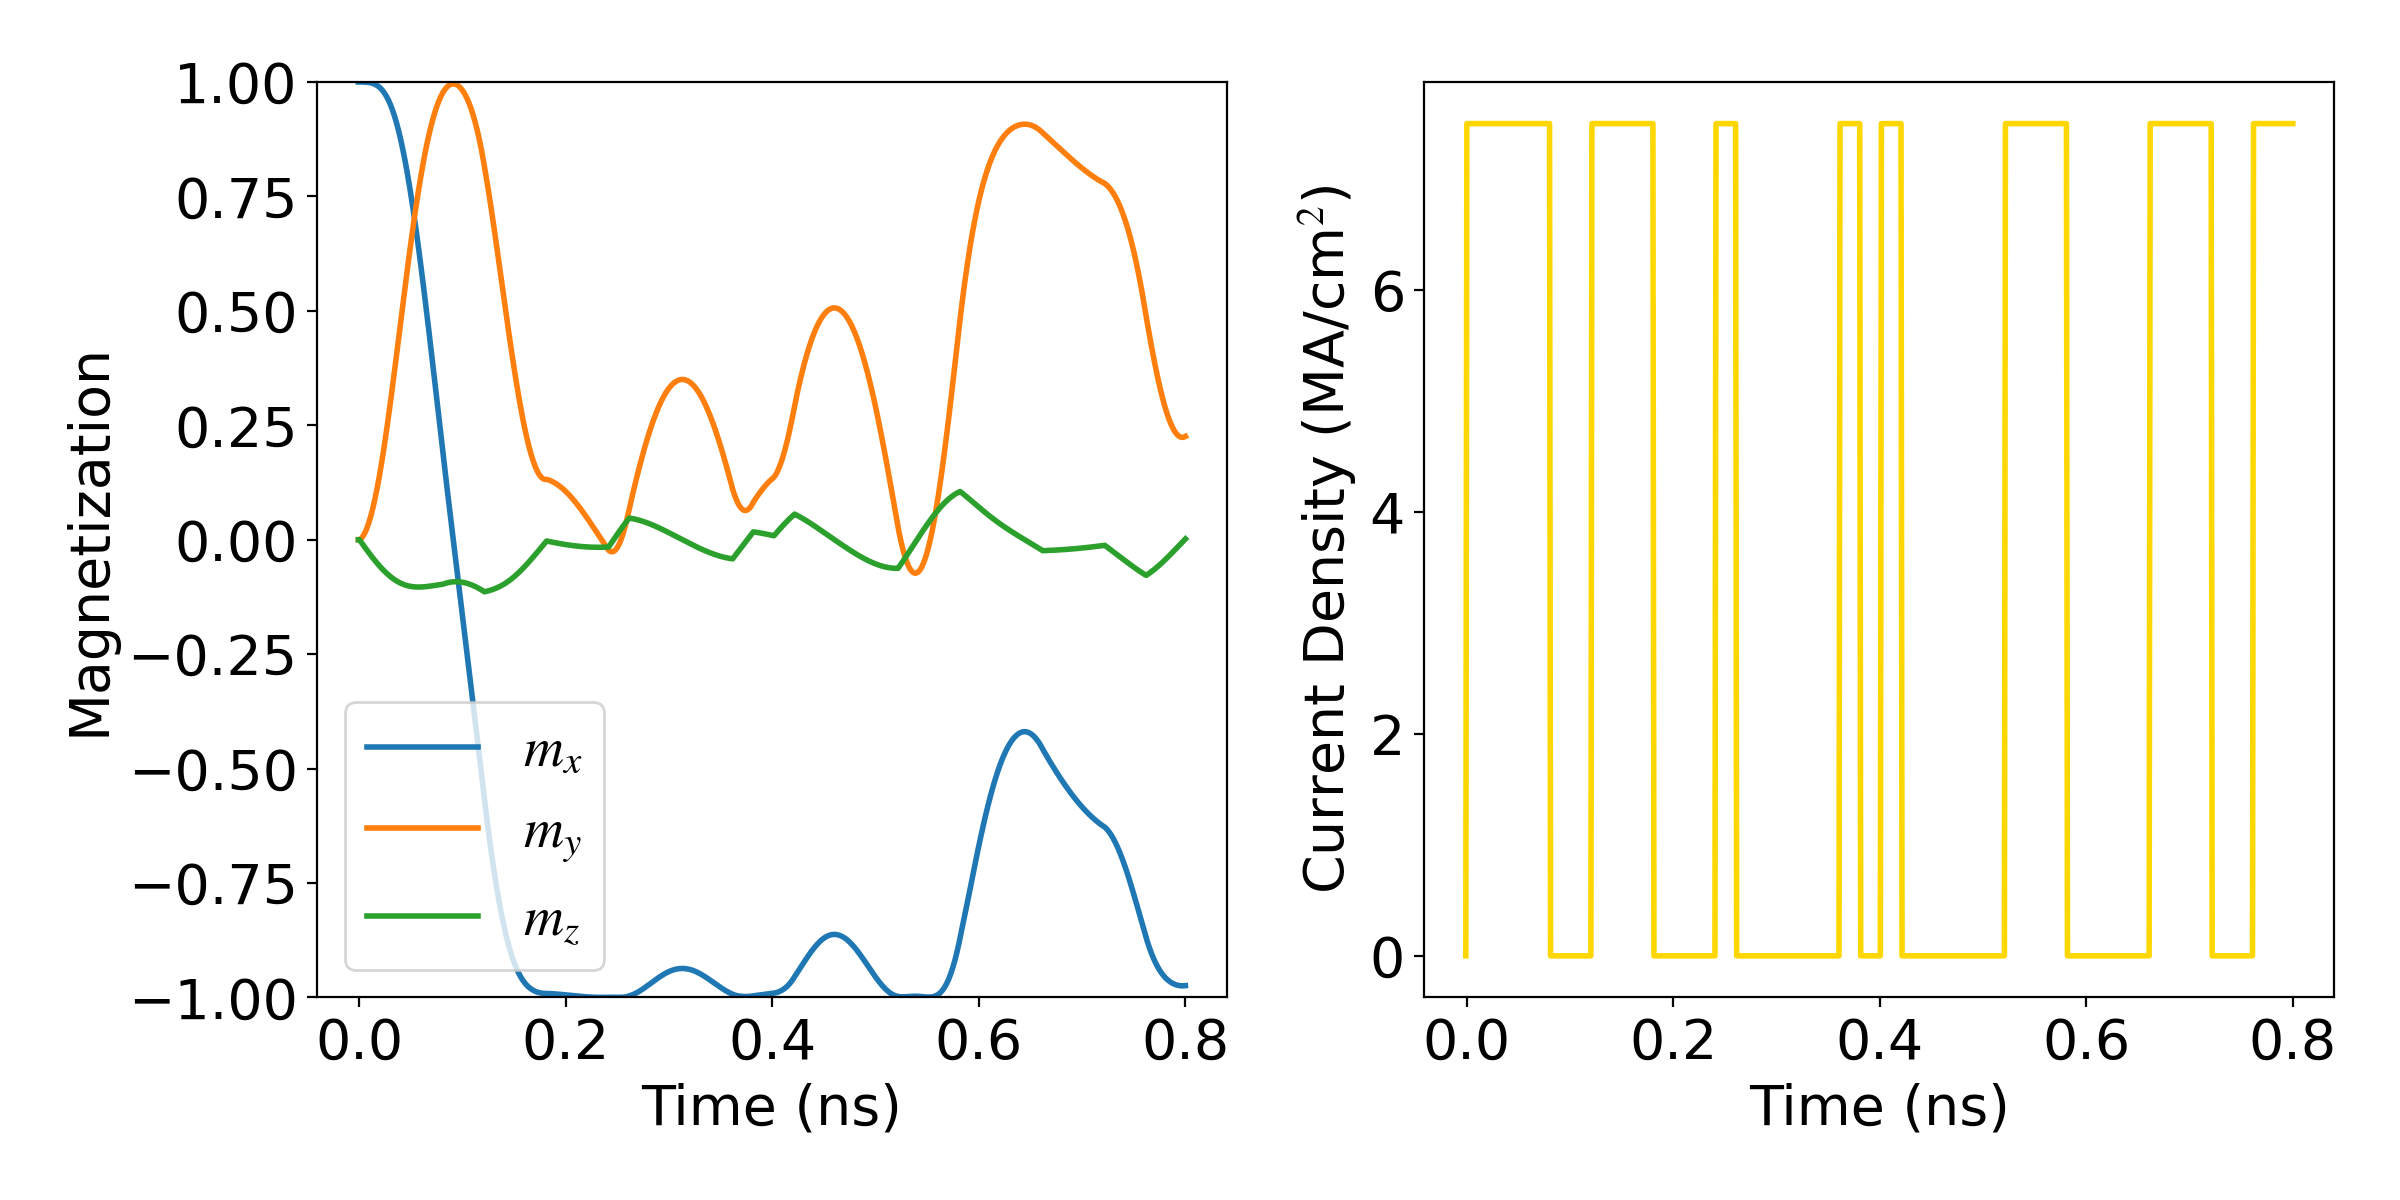 Magnetization
1.00
0.75
0.50
0.25
0.00
−0.25
−0.50
−0.75
−1.00
m_x
m_y
m_z
0.0 0.2 0.4 0.6 0.8
Time (ns)
Current Density (MA/cm²)
6
4
2
0
0.0 0.2 0.4 0.6 0.8
Time (ns)